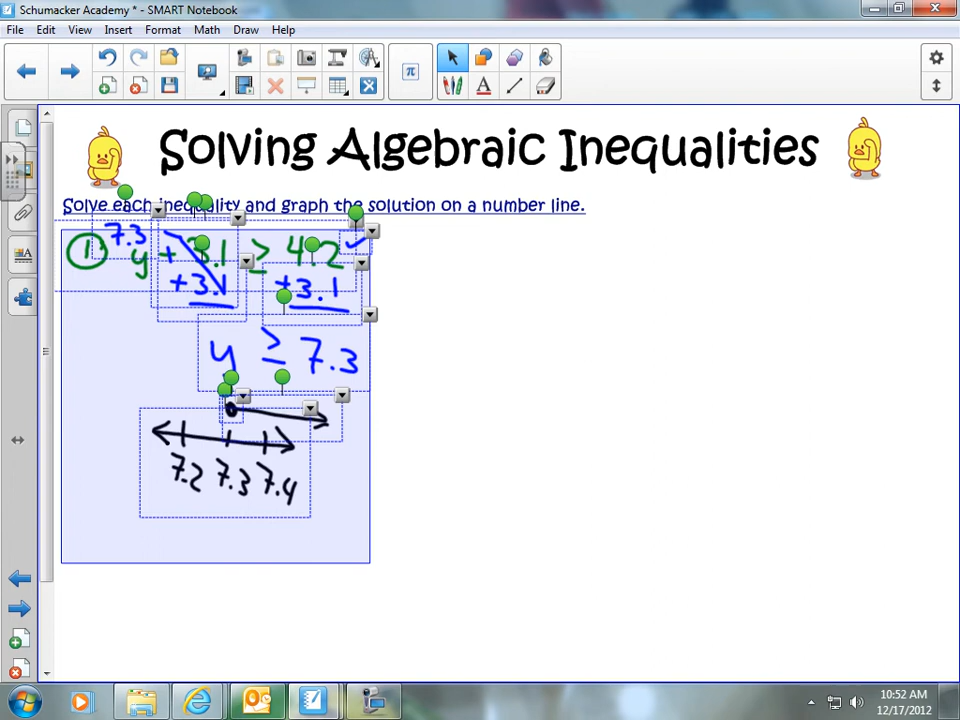 Schumacker Academy * - SMART Notebook
File Edit View Insert Format Math Draw Help
π
A
Solving Algebraic Inequalities
Solve each inequality and graph the solution on a number line.
7.3
① y + 3.1 ≥ 4.2 ✓
+3.1 +3.1
y ≥ 7.3
7.2 7.3 7.4
10:52 AM
12/17/2012